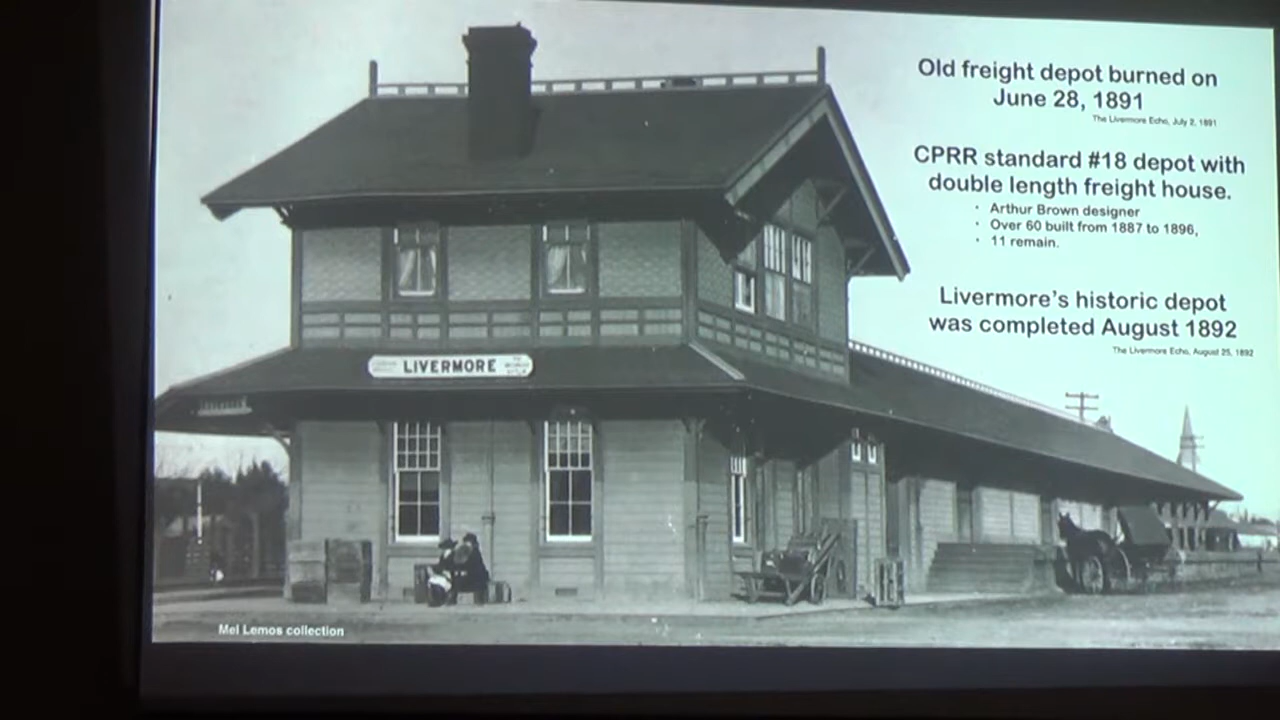 Old freight depot burned on
June 28, 1891
The Livermore Echo, July 2, 1891
CPRR standard #18 depot with
double length freight house.
• Arthur Brown designer
• Over 60 built from 1887 to 1896,
• 11 remain.
Livermore's historic depot
was completed August 1892
The Livermore Echo, August 25, 1892
LIVERMORE
Mel Lemos collection